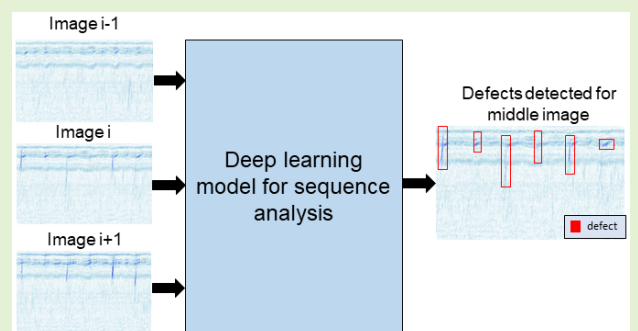 Image i-1
Image i
Image i+1
Deep learning
model for sequence
analysis
Defects detected for
middle image
defect